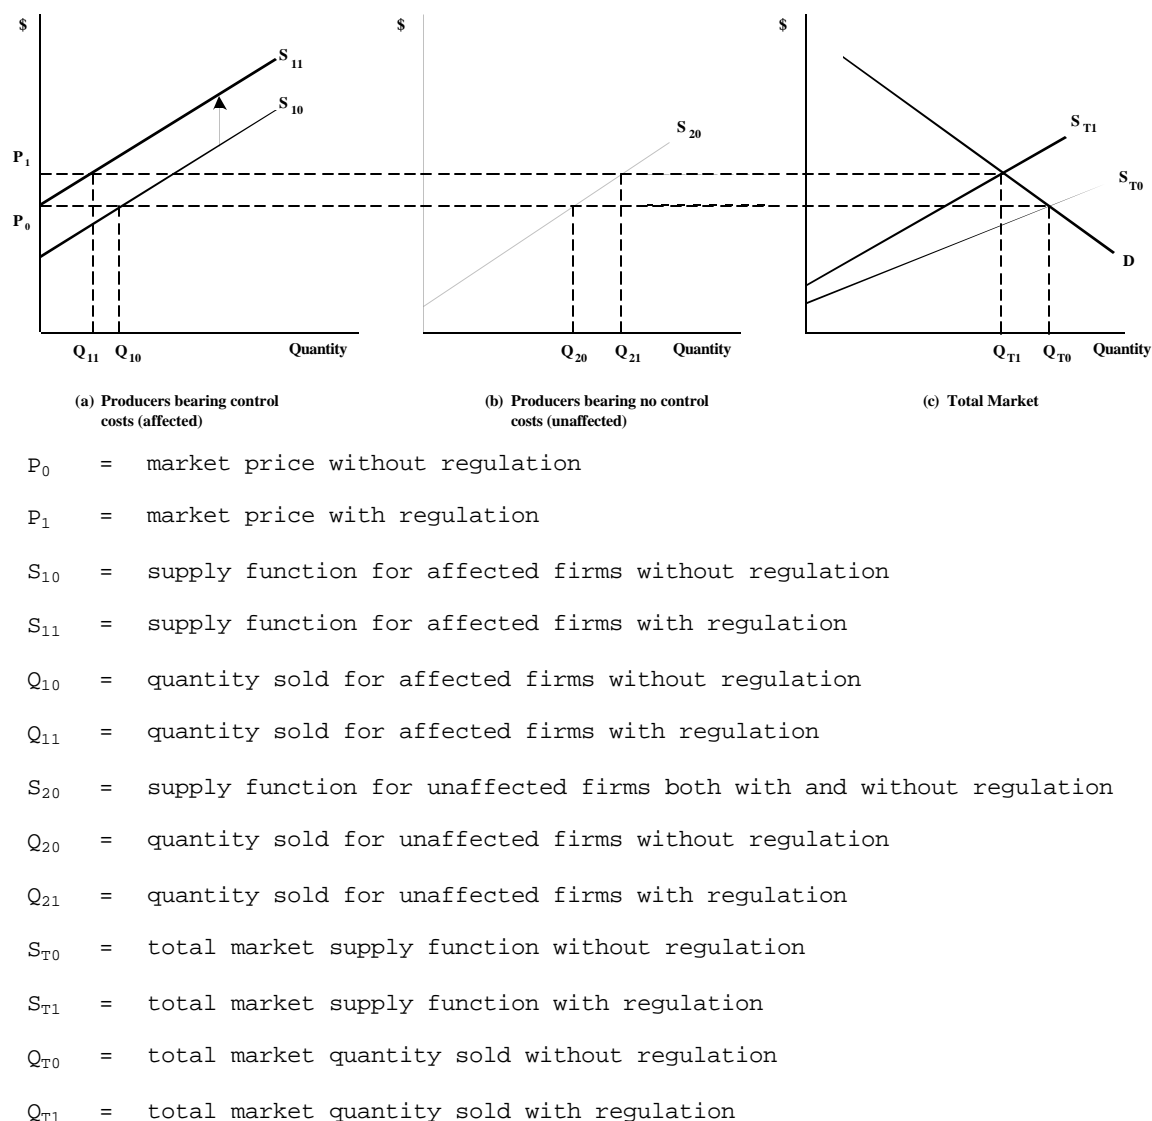 $ $ $
S11
S10
S20
ST1
ST0
P1
P0
D
Q11 Q10 Quantity Q20 Q21 Quantity QT1 QT0 Quantity
(a) Producers bearing control
costs (affected)
(b) Producers bearing no control
costs (unaffected)
(c) Total Market
P0 = market price without regulation
P1 = market price with regulation
S10 = supply function for affected firms without regulation
S11 = supply function for affected firms with regulation
Q10 = quantity sold for affected firms without regulation
Q11 = quantity sold for affected firms with regulation
S20 = supply function for unaffected firms both with and without regulation
Q20 = quantity sold for unaffected firms without regulation
Q21 = quantity sold for unaffected firms with regulation
ST0 = total market supply function without regulation
ST1 = total market supply function with regulation
QT0 = total market quantity sold without regulation
QT1 = total market quantity sold with regulation